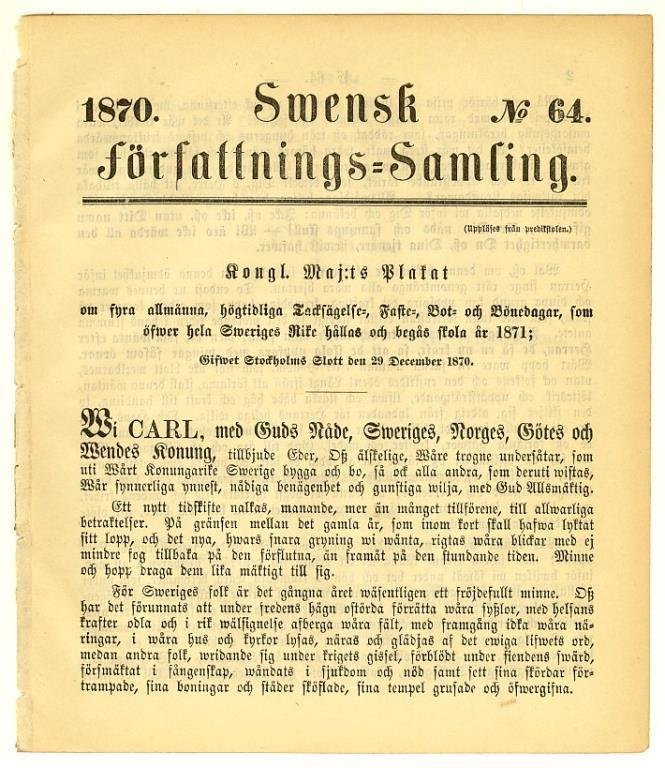 1870. Swensk № 64.
Författnings=Samling.
(Uppläses från predikstolen.)
Kongl. Maj:ts Plakat
om fyra allmänna, högtidliga Tacksägelse=, Faste=, Bot= och Bönedagar, som
öfwer hela Sweriges Rike hållas och begås skola år 1871;
Gifwet Stockholms Slott den 29 December 1870.
Wi CARL, med Guds Nåde, Sweriges, Norges, Götes och
Wendes Konung, tillbjude Eder, Oß älskelige, Wåre trogne undersåtar, som
uti Wårt Konungarike Swerige bygga och bo, så ock alla andra, som deruti wistas,
Wår synnerliga ynnest, nådiga benägenhet och gunstiga wilja, med Gud Allsmäktig.
Ett nytt tidskifte nalkas, manande, mer än månget tillförene, till allwarliga
betraktelser. På gränsen mellan det gamla år, som inom kort skall hafwa lyktat
sitt lopp, och det nya, hwars snara gryning wi wänta, rigtas wåra blickar med ej
mindre fog tillbaka på den förflutna, än framåt på den stundande tiden. Minne
och hopp draga dem lika mäktigt till sig.
För Sweriges folk är det gångna året wäsentligen ett fröjdefullt minne. Oß
har det förunnats att under fredens hägn ostörda förrätta wåra sysslor, med helsans
krafter odla och i rik wälsignelse afberga wåra fält, med framgång idka wåra nä=
ringar, i wåra hus och kyrkor lysas, näras och glädjas af det ewiga lifwets ord,
medan andra folk, wridande sig under krigets gissel, förblödt under fiendens swärd,
försmäktat i fångenskap, wåndats i sjukdom och nöd samt sett sina skördar för=
trampade, sina boningar och städer sköflade, sina tempel grusade och öfwergifna.